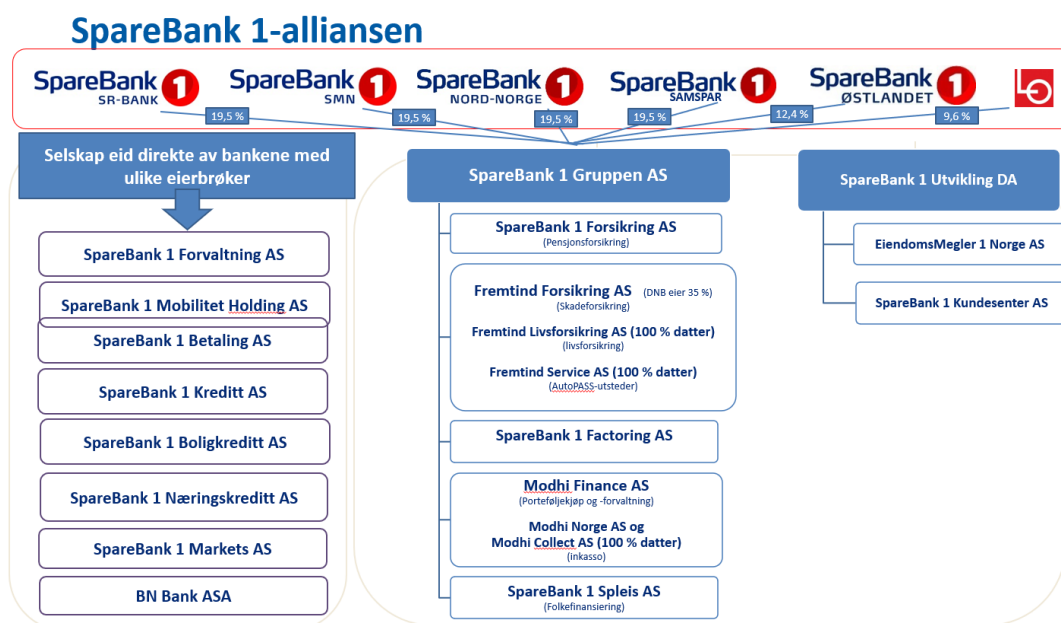 SpareBank 1-alliansen
SpareBank 1
SR-BANK
SpareBank 1
SMN
SpareBank 1
NORD-NORGE
SpareBank 1
SAMSPAR
SpareBank 1
ØSTLANDET
LO
19,5 %
19,5 %
19,5 %
19,5 %
12,4 %
9,6 %
Selskap eid direkte av bankene med
ulike eierbrøker
SpareBank 1 Forvaltning AS
SpareBank 1 Mobilitet Holding AS
SpareBank 1 Betaling AS
SpareBank 1 Kreditt AS
SpareBank 1 Boligkreditt AS
SpareBank 1 Næringskreditt AS
SpareBank 1 Markets AS
BN Bank ASA
SpareBank 1 Gruppen AS
SpareBank 1 Forsikring AS
(Pensjonsforsikring)
Fremtind Forsikring AS (DNB eier 35 %)
(Skadeforsikring)
Fremtind Livsforsikring AS (100 % datter)
(livsforsikring)
Fremtind Service AS (100 % datter)
(AutoPASS-utsteder)
SpareBank 1 Factoring AS
Modhi Finance AS
(Porteføljekjøp og -forvaltning)
Modhi Norge AS og
Modhi Collect AS (100 % datter)
(inkasso)
SpareBank 1 Spleis AS
(Folkefinansiering)
SpareBank 1 Utvikling DA
EiendomsMegler 1 Norge AS
SpareBank 1 Kundesenter AS